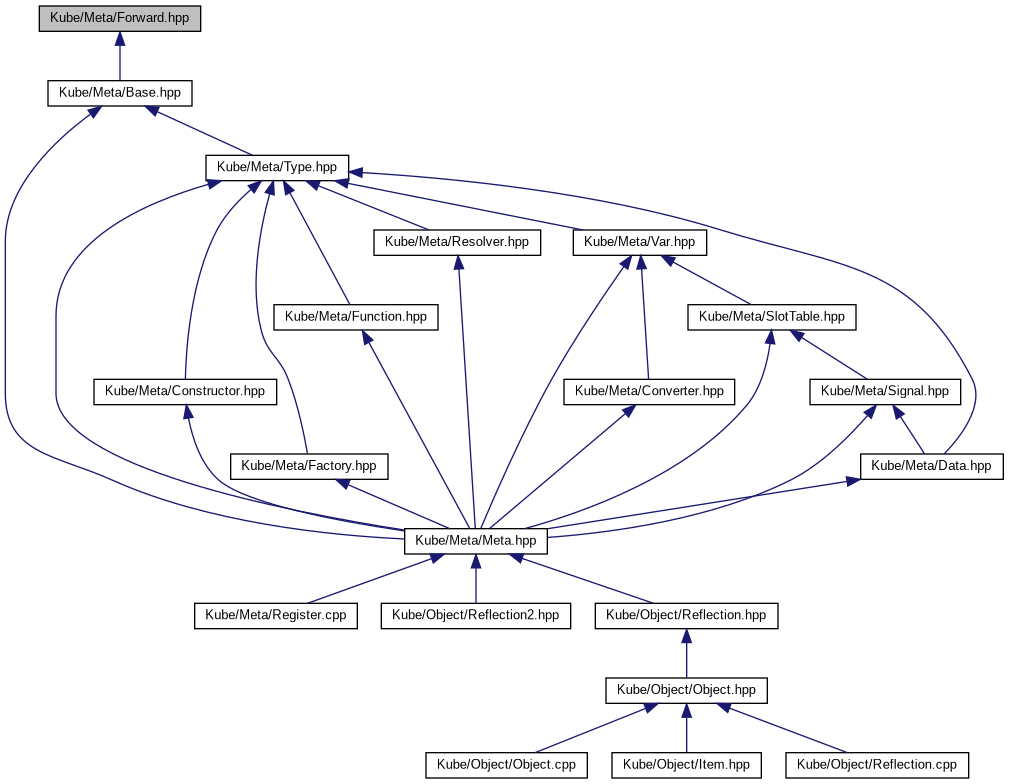 Kube/Meta/Forward.hpp
Kube/Meta/Base.hpp
Kube/Meta/Type.hpp
Kube/Meta/Resolver.hpp
Kube/Meta/Var.hpp
Kube/Meta/Function.hpp
Kube/Meta/SlotTable.hpp
Kube/Meta/Constructor.hpp
Kube/Meta/Converter.hpp
Kube/Meta/Signal.hpp
Kube/Meta/Factory.hpp
Kube/Meta/Data.hpp
Kube/Meta/Meta.hpp
Kube/Meta/Register.cpp
Kube/Object/Reflection2.hpp
Kube/Object/Reflection.hpp
Kube/Object/Object.hpp
Kube/Object/Object.cpp
Kube/Object/Item.hpp
Kube/Object/Reflection.cpp